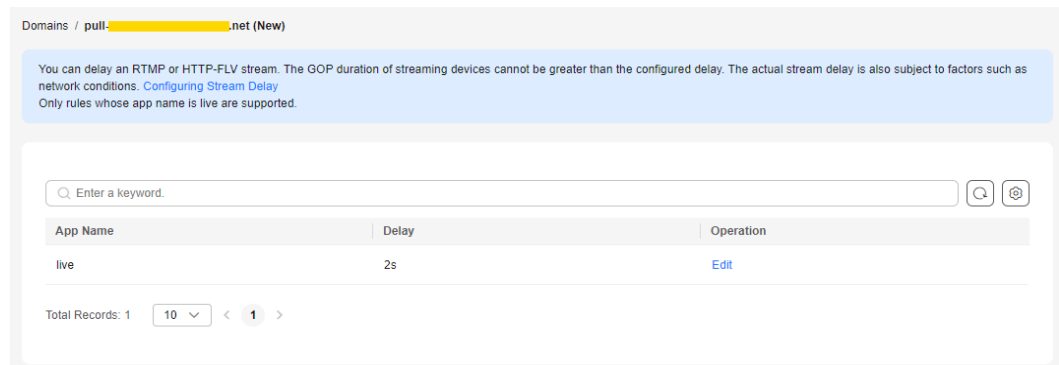 Domains / pull- .net (New)
You can delay an RTMP or HTTP-FLV stream. The GOP duration of streaming devices cannot be greater than the configured delay. The actual stream delay is also subject to factors such as
network conditions. Configuring Stream Delay
Only rules whose app name is live are supported.
Enter a keyword.
App Name Delay Operation
live 2s Edit
Total Records: 1 10 < 1 >